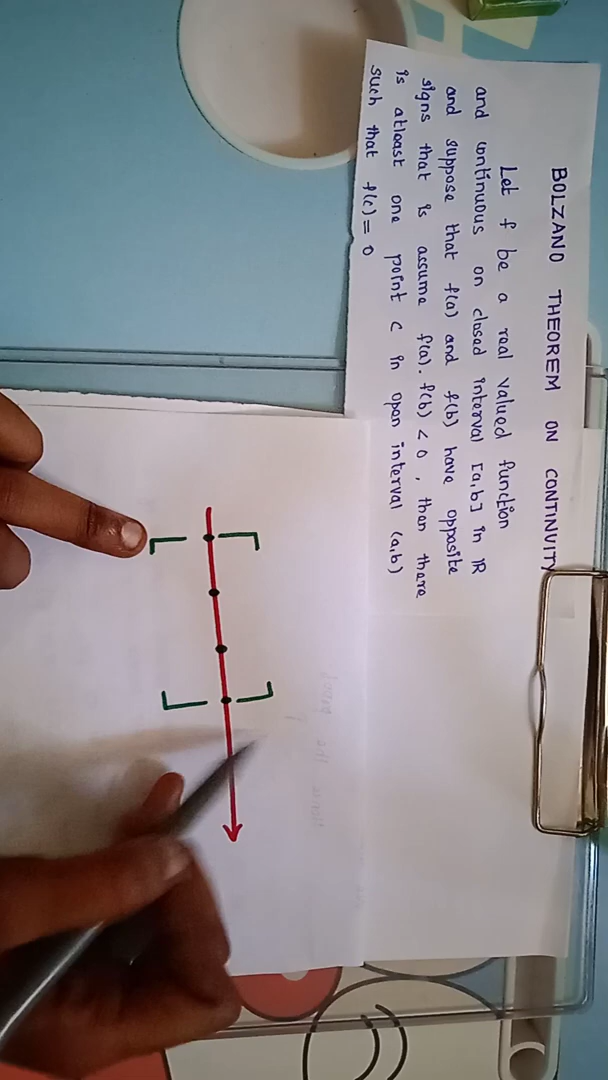 BOLZANO THEOREM ON CONTINUITY
Let f be a real valued function
and continuous on closed interval [a,b] in IR
and suppose that f(a) and f(b) have opposite
signs that is assume f(a).f(b) < 0, then there
is atleast one point c in open interval (a,b)
such that f(c) = 0